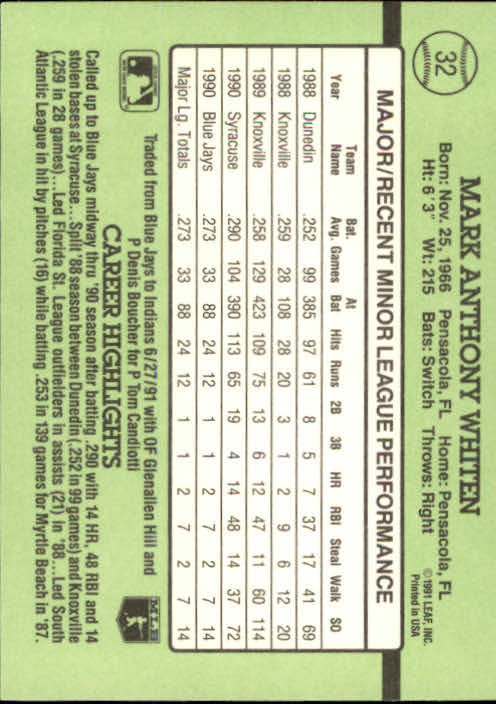 32
MARK ANTHONY WHITEN
Born: Nov. 25, 1966 Pensacola, FL Home: Pensacola, FL
Ht: 6' 3" Wt: 215 Bats: Switch Throws: Right
©1991 LEAF, INC.
Printed in USA
MAJOR/RECENT MINOR LEAGUE PERFORMANCE
Year Team Name Bat. Avg. Games At Bat Hits Runs 2B 3B HR RBI Steal Walk SO
1988 Dunedin .252 99 385 97 61 8 5 7 37 17 41 69
1988 Knoxville .259 28 108 28 20 3 1 2 9 6 12 20
1989 Knoxville .258 129 423 109 75 13 6 12 47 11 60 114
1990 Syracuse .290 104 390 113 65 19 4 14 48 14 37 72
1990 Blue Jays .273 33 88 24 12 1 1 2 7 2 7 14
Major Lg. Totals .273 33 88 24 12 1 1 2 7 2 7 14
Traded from Blue Jays to Indians 6/27/91 with OF Glenallen Hill and
P Denis Boucher for P Tom Candiotti
MLB
CAREER HIGHLIGHTS
Called up to Blue Jays midway thru '90 season after batting .290 with 14 HR, 48 RBI and 14
stolen bases at Syracuse...Split '88 season between Dunedin (.252 in 99 games) and Knoxville
(.259 in 28 games)...Led Florida St. League outfielders in assists (21) in '88...Led South
Atlantic League in hit by pitches (16) while batting .253 in 139 games for Myrtle Beach in '87.